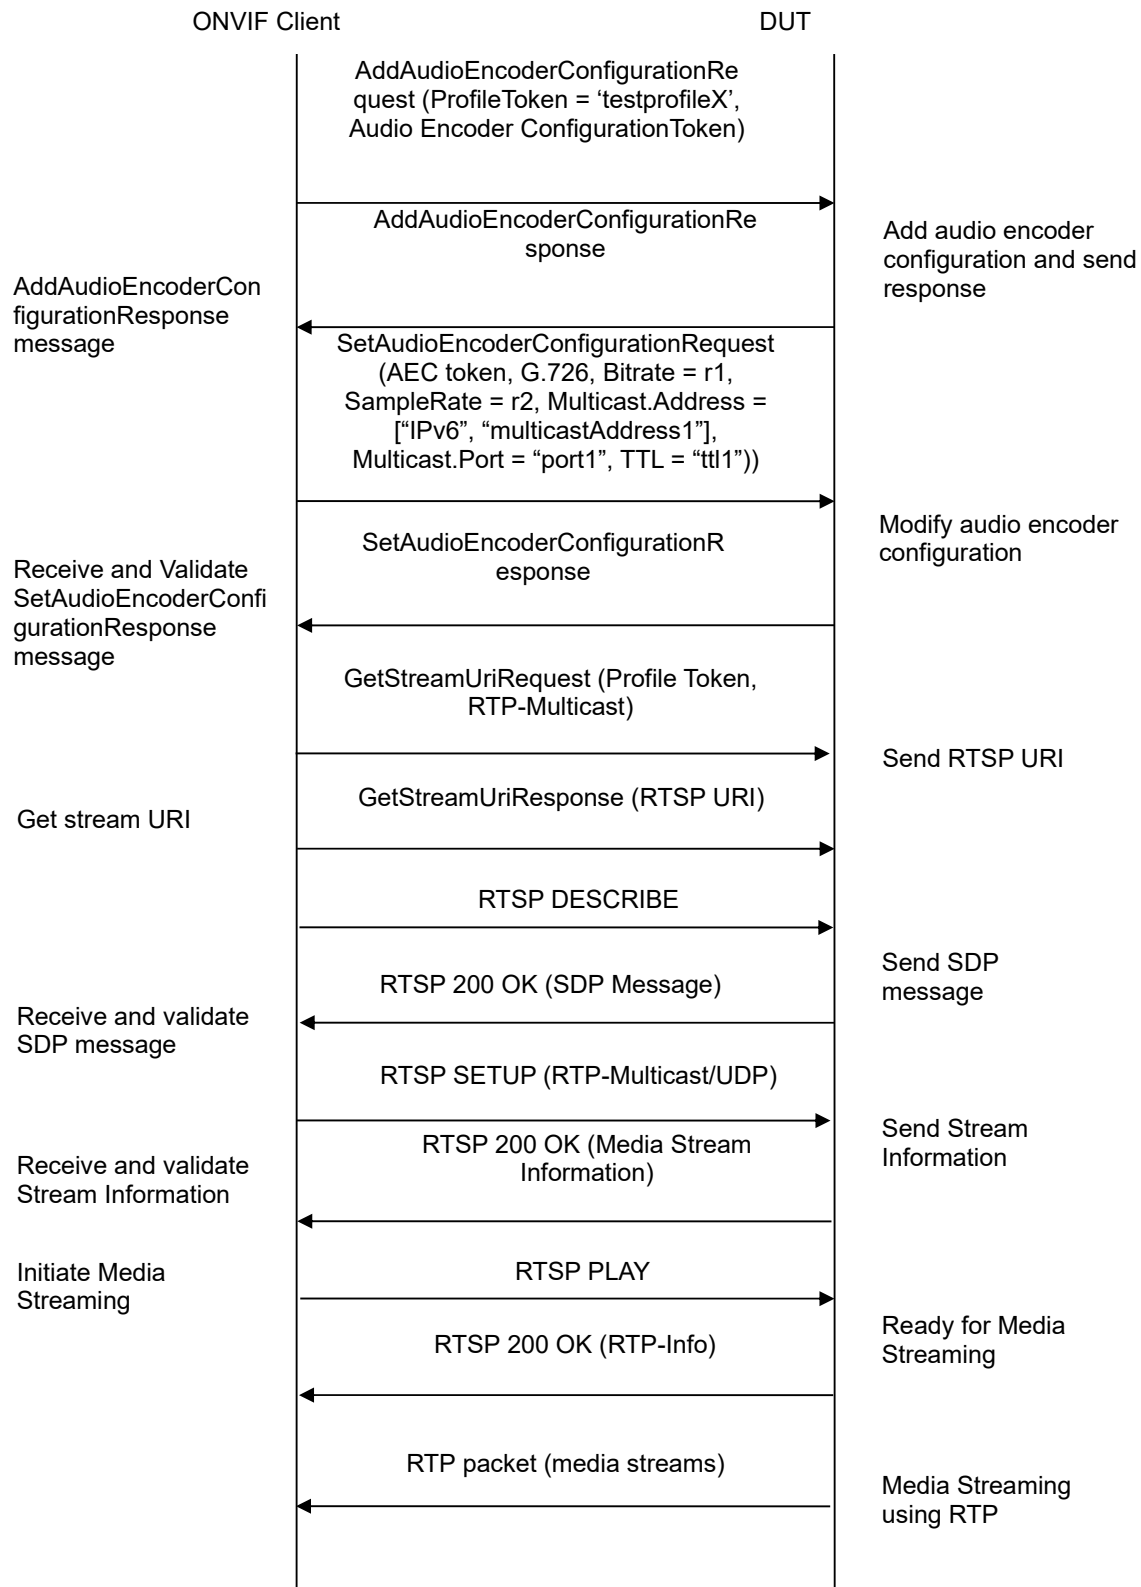 ONVIF Client
DUT
AddAudioEncoderConfigurationRe
quest (ProfileToken = ‘testprofileX’,
Audio Encoder ConfigurationToken)
AddAudioEncoderConfigurationRe
sponse
Add audio encoder
configuration and send
response
AddAudioEncoderCon
figurationResponse
message
SetAudioEncoderConfigurationRequest
(AEC token, G.726, Bitrate = r1,
SampleRate = r2, Multicast.Address =
[“IPv6”, “multicastAddress1”],
Multicast.Port = “port1”, TTL = “ttl1”))
Modify audio encoder
configuration
SetAudioEncoderConfigurationR
esponse
Receive and Validate
SetAudioEncoderConfi
gurationResponse
message
GetStreamUriRequest (Profile Token,
RTP-Multicast)
Send RTSP URI
GetStreamUriResponse (RTSP URI)
Get stream URI
RTSP DESCRIBE
Send SDP
message
RTSP 200 OK (SDP Message)
Receive and validate
SDP message
RTSP SETUP (RTP-Multicast/UDP)
Send Stream
Information
RTSP 200 OK (Media Stream
Information)
Receive and validate
Stream Information
Initiate Media
Streaming
RTSP PLAY
Ready for Media
Streaming
RTSP 200 OK (RTP-Info)
RTP packet (media streams)
Media Streaming
using RTP